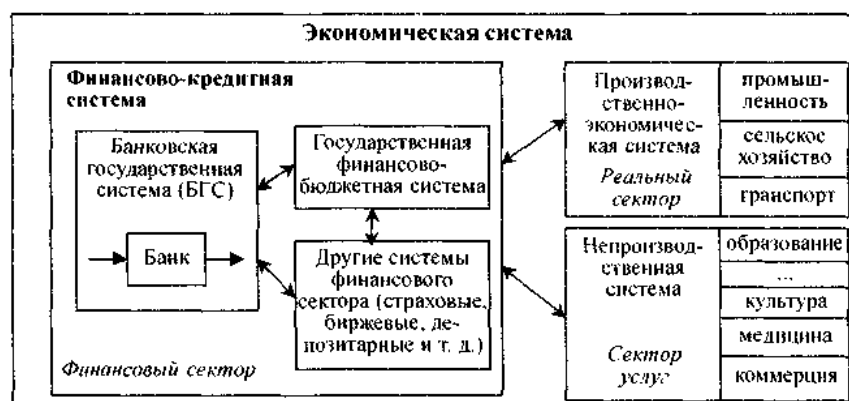 Экономическая система
Финансово-кредитная
система
Банковская
государственная
система (БГС)
Банк
Государственная
финансово-
бюджетная система
Другие системы
финансового
сектора (страховые,
биржевые, де-
позитарные и т. д.)
Финансовый сектор
Производ-
ственно-
экономичес-
кая система
Реальный
сектор
промыш-
ленность
сельское
хозяйство
транспорт
Непроизвод-
ственная
система
Сектор
услуг
образование
...
культура
медицина
коммерция